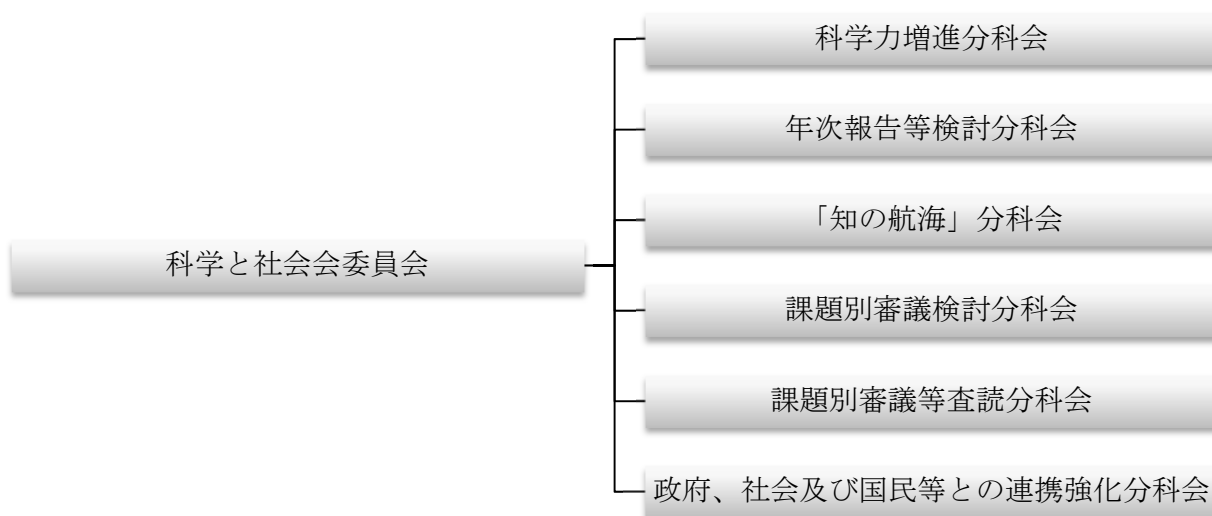 科学力増進分科会
年次報告等検討分科会
「知の航海」分科会
科学と社会会委員会
課題別審議検討分科会
課題別審議等査読分科会
政府、社会及び国民等との連携強化分科会